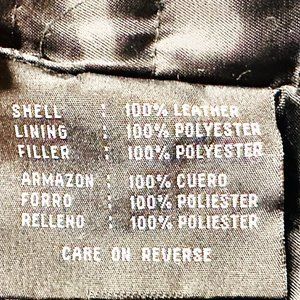 SHELL : 100% LEATHER
LINING : 100% POLYESTER
FILLER : 100% POLYESTER
ARMAZON : 100% CUERO
FORRO : 100% POLIESTER
RELLENO : 100% POLIESTER
CARE ON REVERSE